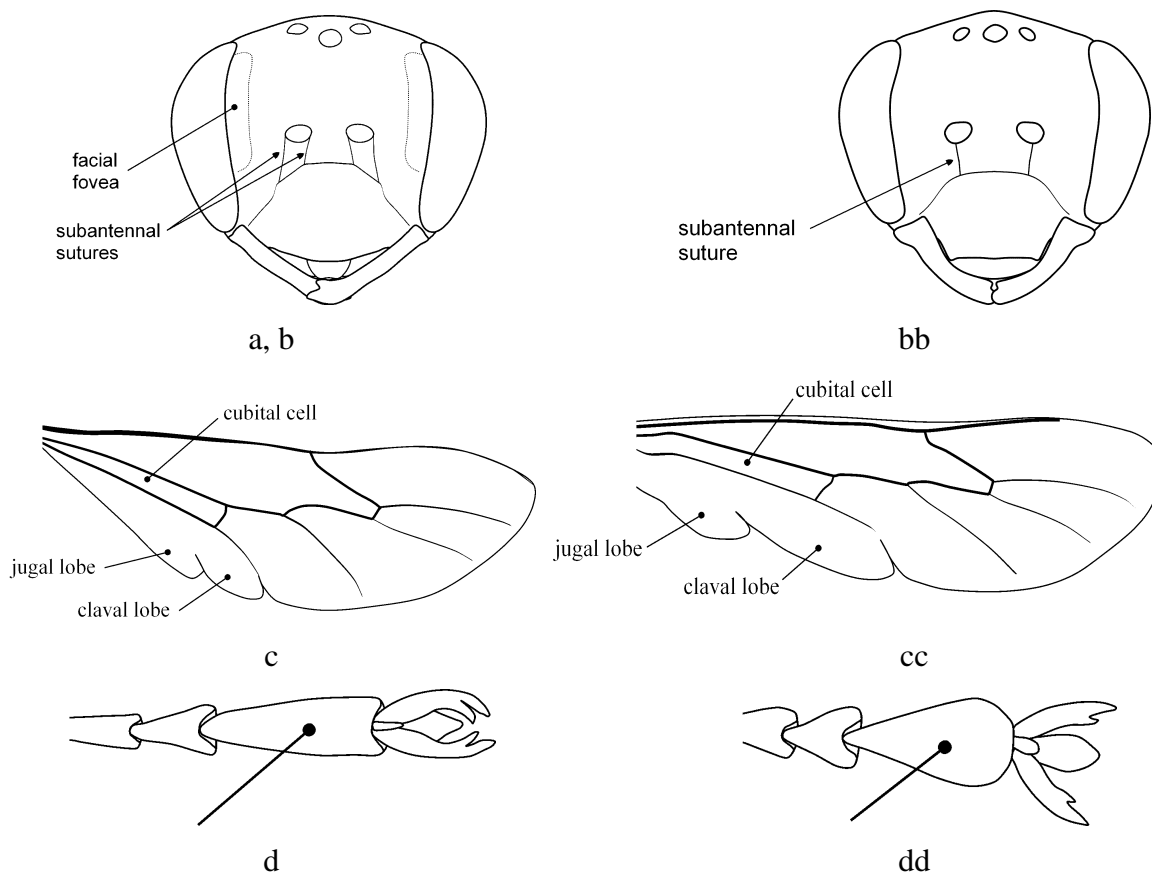 facial
fovea
subantennal
sutures
subantennal
suture
a, b
bb
cubital cell
jugal lobe
claval lobe
cubital cell
jugal lobe
claval lobe
c
cc
d
dd